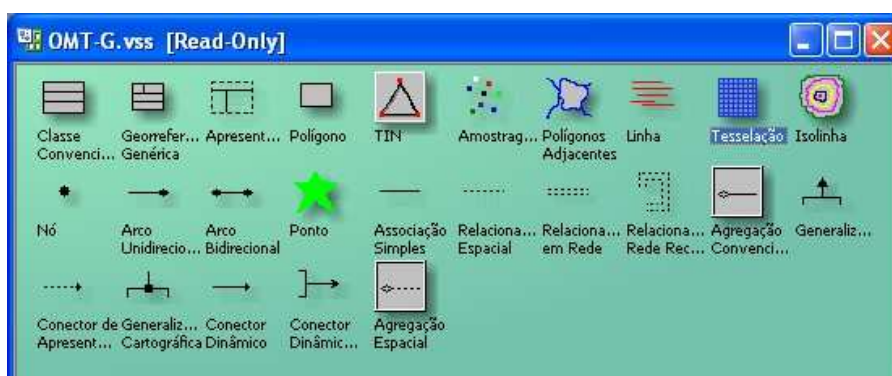 OMT-G.vss [Read-Only]
Classe Convenci...
Georrefer... Genérica
Apresent...
Polígono
TIN
Amostrag...
Polígonos Adjacentes
Linha
Tesselação
Isolinha
Nó
Arco Unidirecio...
Arco Bidirecional
Ponto
Associação Simples
Relaciona... Espacial
Relaciona... em Rede
Relaciona... Rede Rec...
Agregação Convenci...
Generaliz...
Conector de Apresent...
Generaliz... Cartográfica
Conector Dinâmico
Conector Dinâmic...
Agregação Espacial